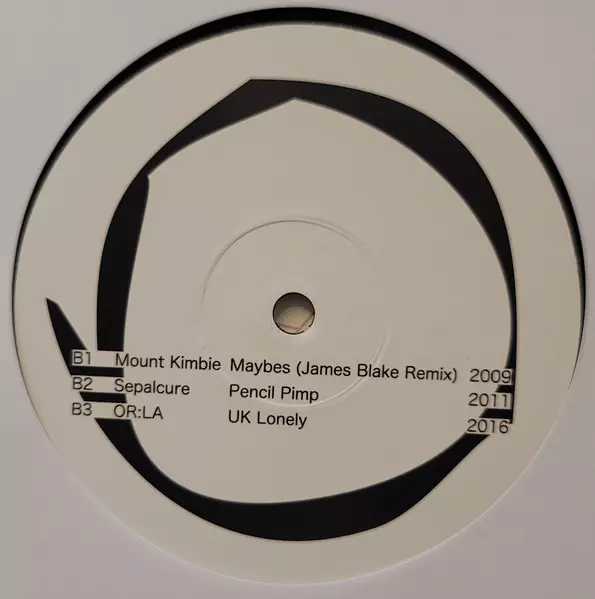 B1 Mount Kimbie Maybes (James Blake Remix) 2009
B2 Sepalcure Pencil Pimp 2011
B3 OR:LA UK Lonely 2016